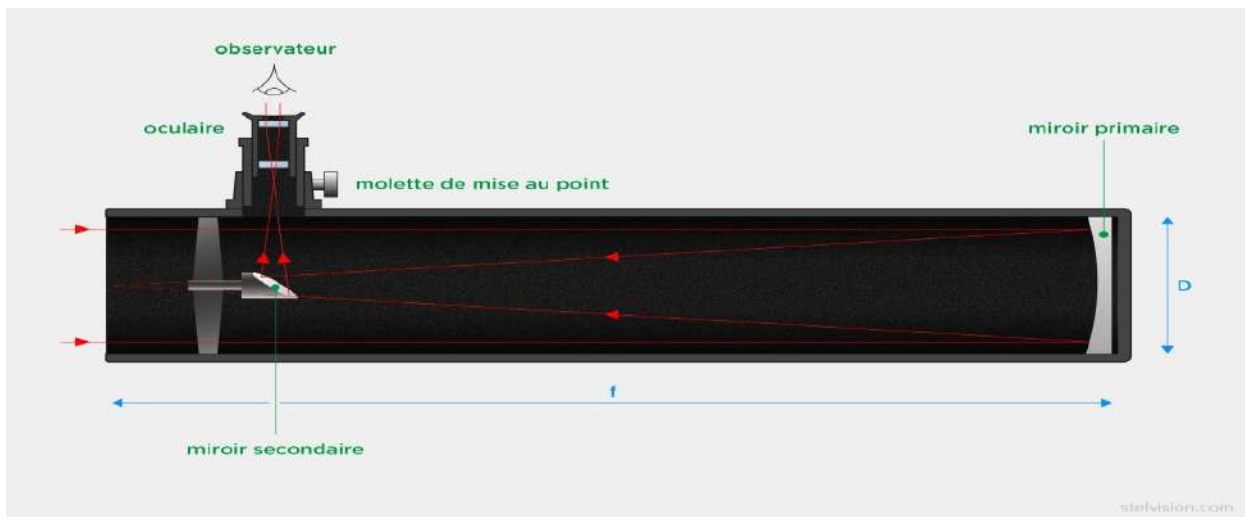 observateur
oculaire
miroir primaire
molette de mise au point
D
f
miroir secondaire
stelvision.com